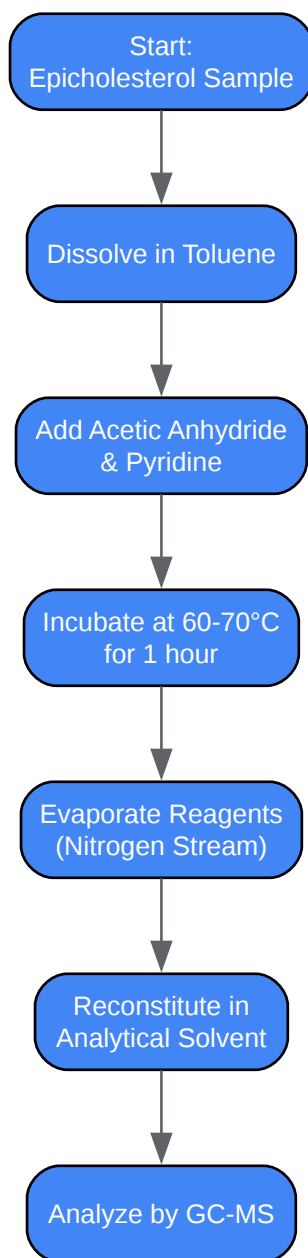 Start:
Epicholesterol Sample
Dissolve in Toluene
Add Acetic Anhydride
& Pyridine
Incubate at 60-70°C
for 1 hour
Evaporate Reagents
(Nitrogen Stream)
Reconstitute in
Analytical Solvent
Analyze by GC-MS